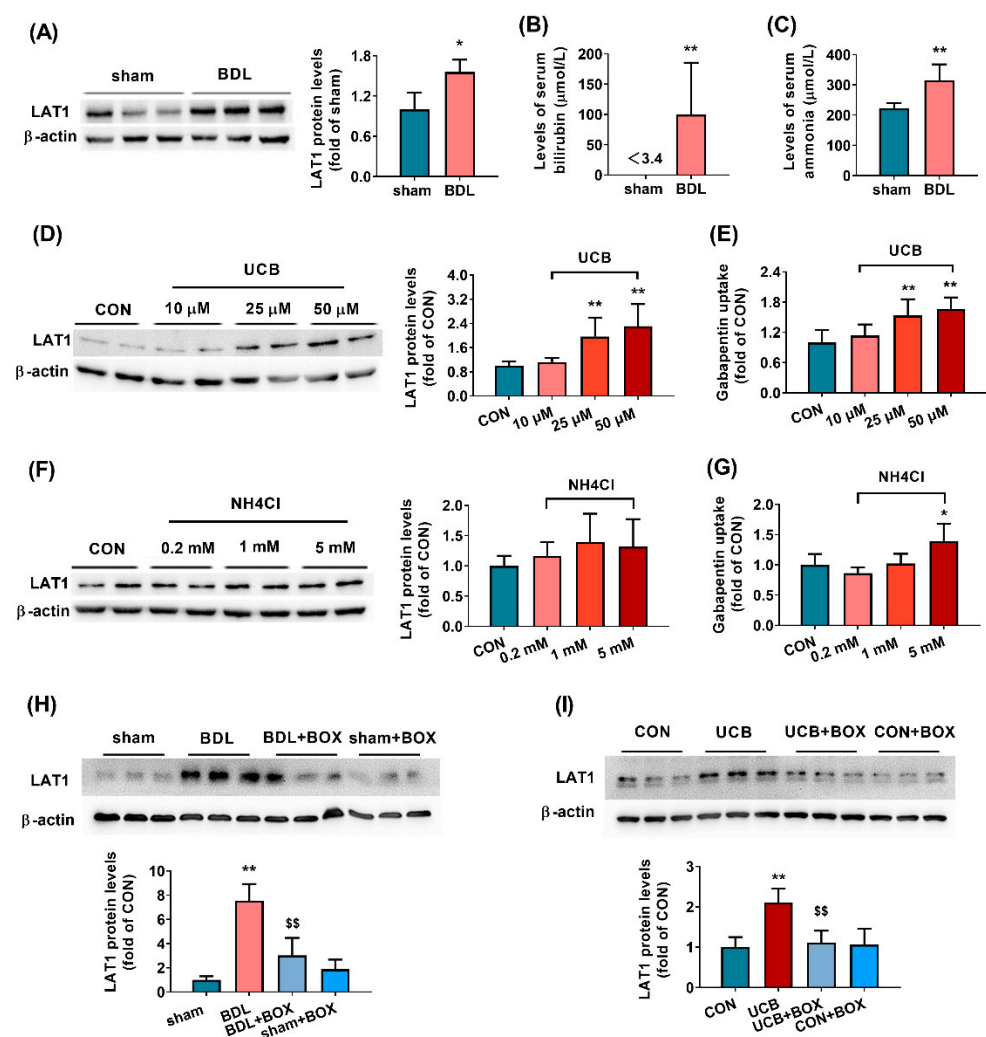 (A)
sham BDL
LAT1
β-actin
LAT1 protein levels
(fold of sham)
1.8
1.2
0.6
0.0
*
sham BDL
(B)
Levels of serum
bilirubin (μmol/L)
200
150
100
50
0
**
<3.4
sham BDL
(C)
Levels of serum
ammonia (μmol/L)
400
300
200
100
0
**
sham BDL
(D)
UCB
CON 10 μM 25 μM 50 μM
LAT1
β-actin
LAT1 protein levels
(fold of CON)
4.0
3.2
2.4
1.6
0.8
0.0
UCB
** **
CON 10 μM 25 μM 50 μM
(E)
Gabapentin uptake
(fold of CON)
2.4
1.8
1.2
0.6
0.0
UCB
** **
CON 10 μM 25 μM 50 μM
(F)
NH4Cl
CON 0.2 mM 1 mM 5 mM
LAT1
β-actin
LAT1 protein levels
(fold of CON)
2.0
1.5
1.0
0.5
0.0
NH4Cl
CON 0.2 mM 1 mM 5 mM
(G)
Gabapentin uptake
(fold of CON)
2.0
1.5
1.0
0.5
0.0
NH4Cl
*
CON 0.2 mM 1 mM 5 mM
(H)
sham BDL BDL+BOX sham+BOX
LAT1
β-actin
LAT1 protein levels
(fold of CON)
10
8
6
4
2
0
**
$$
sham BDL BDL+BOX sham+BOX
(I)
CON UCB UCB+BOX CON+BOX
LAT1
β-actin
LAT1 protein levels
(fold of CON)
3
2
1
0
**
$$
CON UCB UCB+BOX CON+BOX